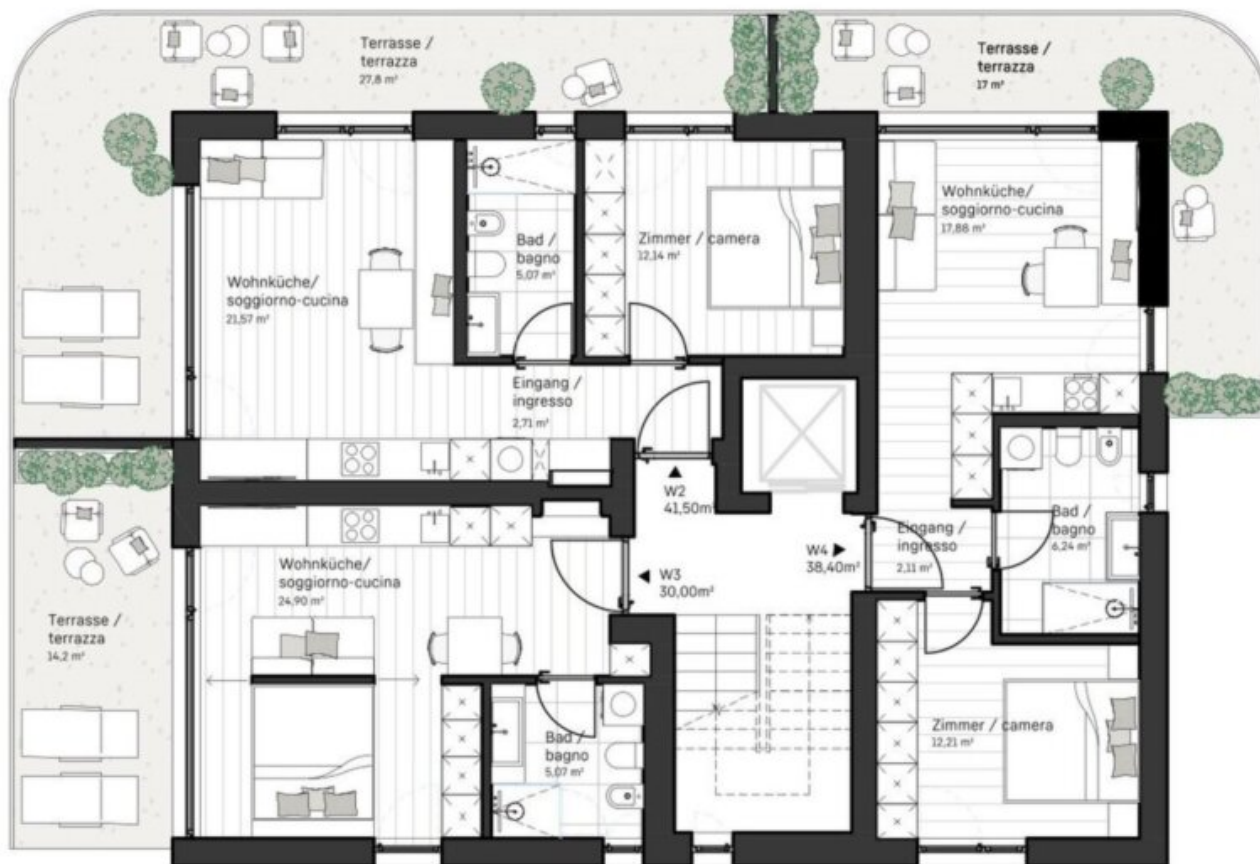 Terrasse /
terrazza
27,8 m²
Terrasse /
terrazza
17 m²
Wohnküche/
soggiorno-cucina
21,57 m²
Bad /
bagno
5,07 m²
Zimmer / camera
12,14 m²
Wohnküche/
soggiorno-cucina
17,88 m²
Eingang /
ingresso
2,71 m²
W2
41,50m²
W3
30,00m²
W4
38,40m²
Eingang /
ingresso
2,11 m²
Bad /
bagno
6,24 m²
Wohnküche/
soggiorno-cucina
24,90 m²
Terrasse /
terrazza
14,2 m²
Bad /
bagno
5,07 m²
Zimmer / camera
12,21 m²